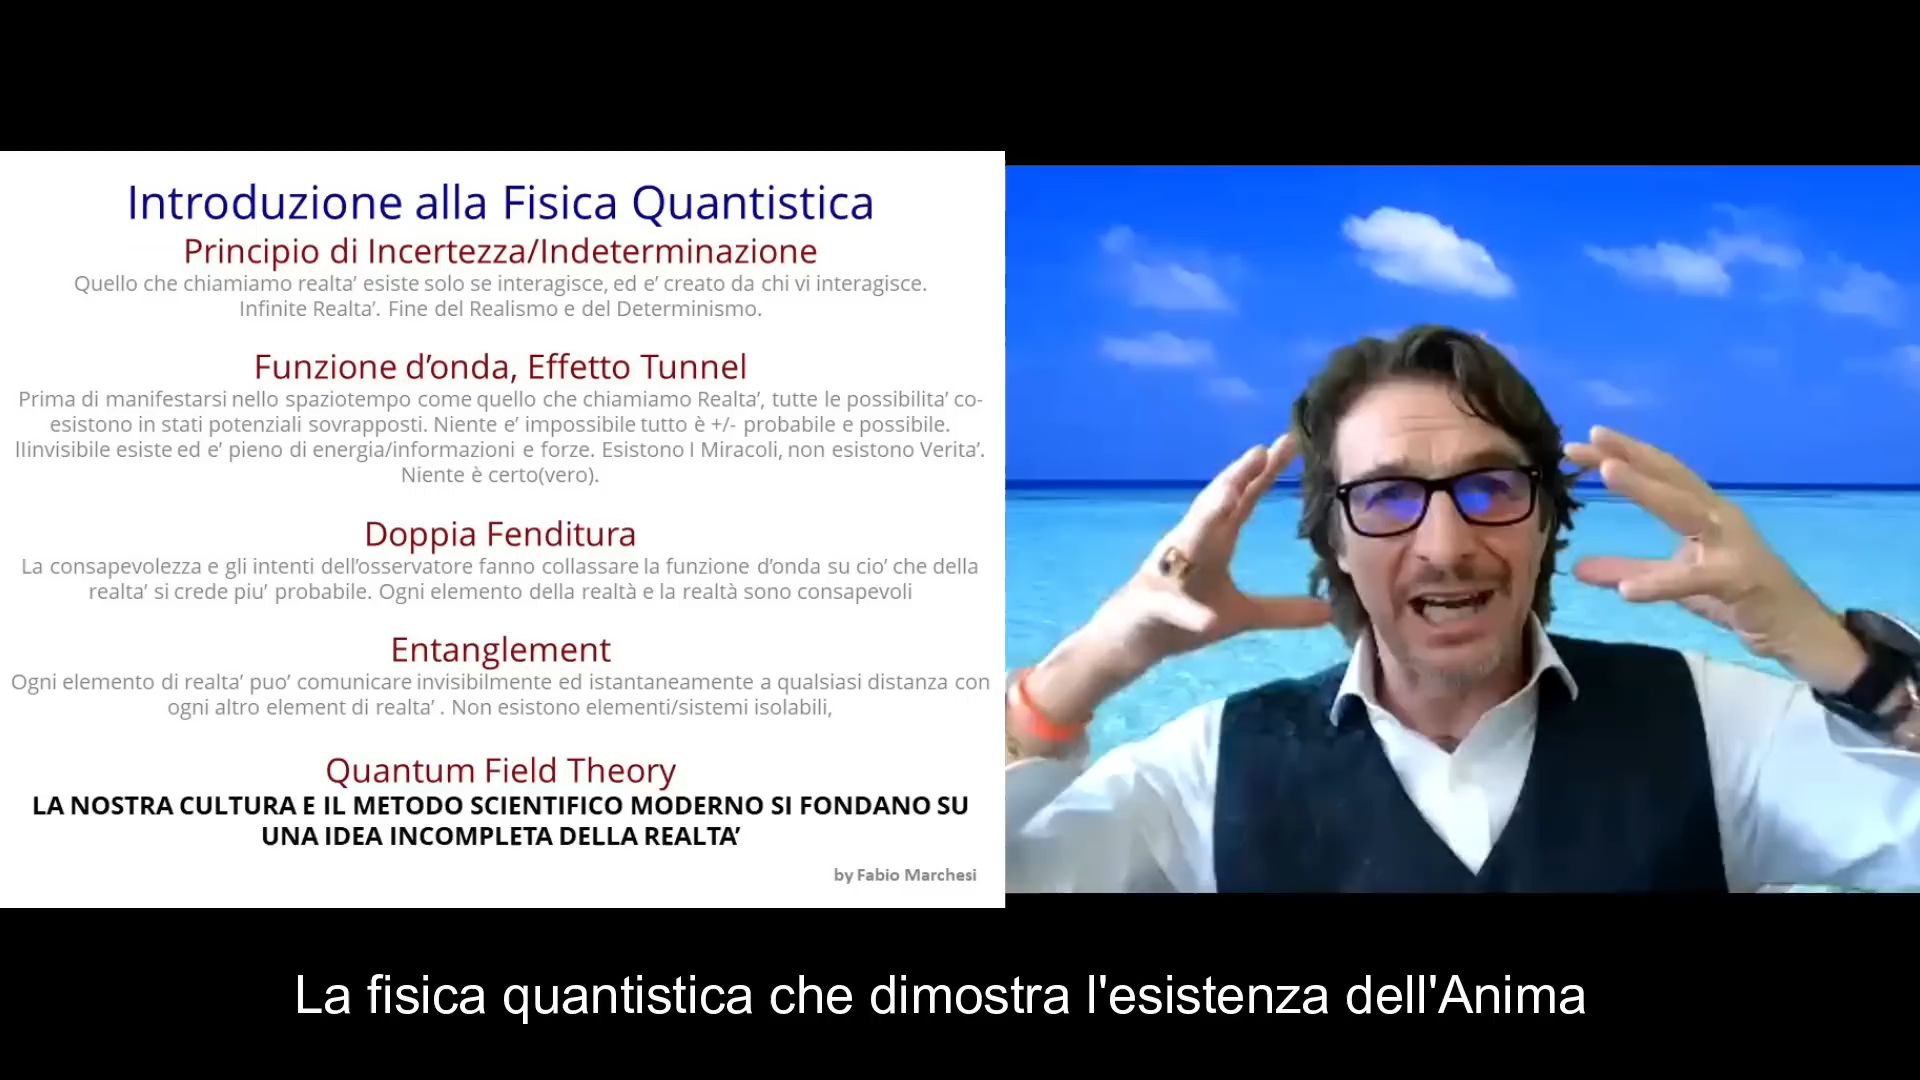 Introduzione alla Fisica Quantistica
Principio di Incertezza/Indeterminazione
Quello che chiamiamo realta’ esiste solo se interagisce, ed e’ creato da chi vi interagisce.
Infinite Realta’. Fine del Realismo e del Determinismo.
Funzione d’onda, Effetto Tunnel
Prima di manifestarsi nello spaziotempo come quello che chiamiamo Realta’, tutte le possibilita’ co-
esistono in stati potenziali sovrapposti. Niente e’ impossibile tutto è +/- probabile e possibile.
lIinvisibile esiste ed e’ pieno di energia/informazioni e forze. Esistono I Miracoli, non esistono Verita’.
Niente è certo(vero).
Doppia Fenditura
La consapevolezza e gli intenti dell’osservatore fanno collassare la funzione d’onda su cio’ che della
realta’ si crede piu’ probabile. Ogni elemento della realtà e la realtà sono consapevoli
Entanglement
Ogni elemento di realta’ puo’ comunicare invisibilmente ed istantaneamente a qualsiasi distanza con
ogni altro element di realta’ . Non esistono elementi/sistemi isolabili,
Quantum Field Theory
LA NOSTRA CULTURA E IL METODO SCIENTIFICO MODERNO SI FONDANO SU
UNA IDEA INCOMPLETA DELLA REALTA’
by Fabio Marchesi
La fisica quantistica che dimostra l'esistenza dell'Anima